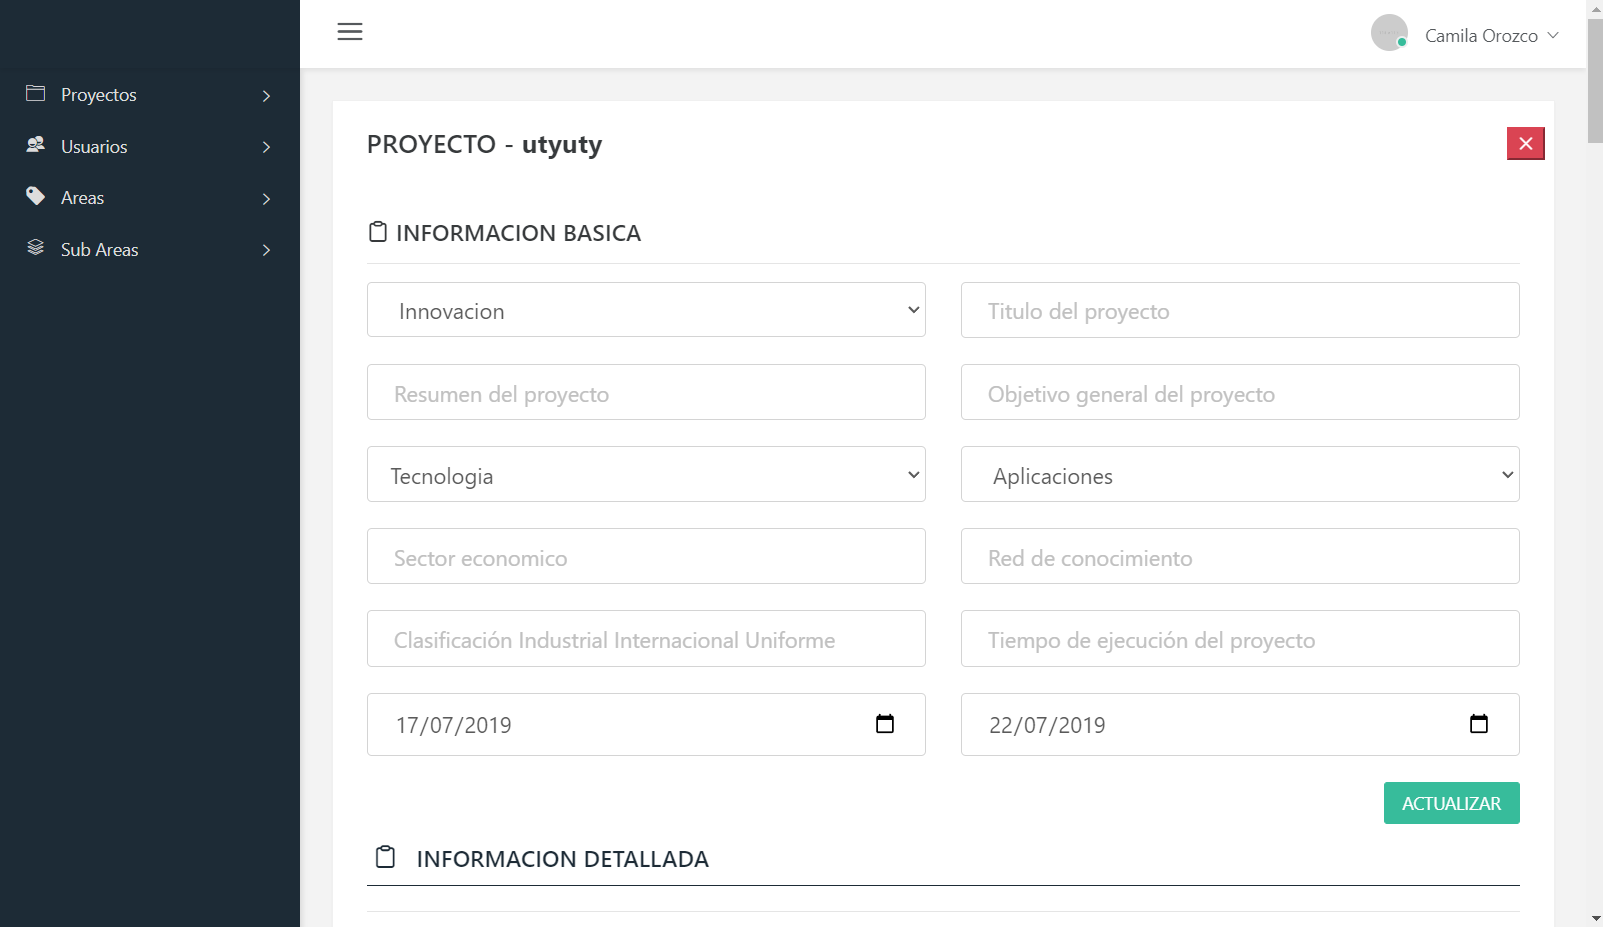 Camila Orozco
Proyectos
Usuarios
Areas
Sub Areas
PROYECTO - utyuty
INFORMACION BASICA
Innovacion
Titulo del proyecto
Resumen del proyecto
Objetivo general del proyecto
Tecnologia
Aplicaciones
Sector economico
Red de conocimiento
Clasificación Industrial Internacional Uniforme
Tiempo de ejecución del proyecto
17/07/2019
22/07/2019
ACTUALIZAR
INFORMACION DETALLADA